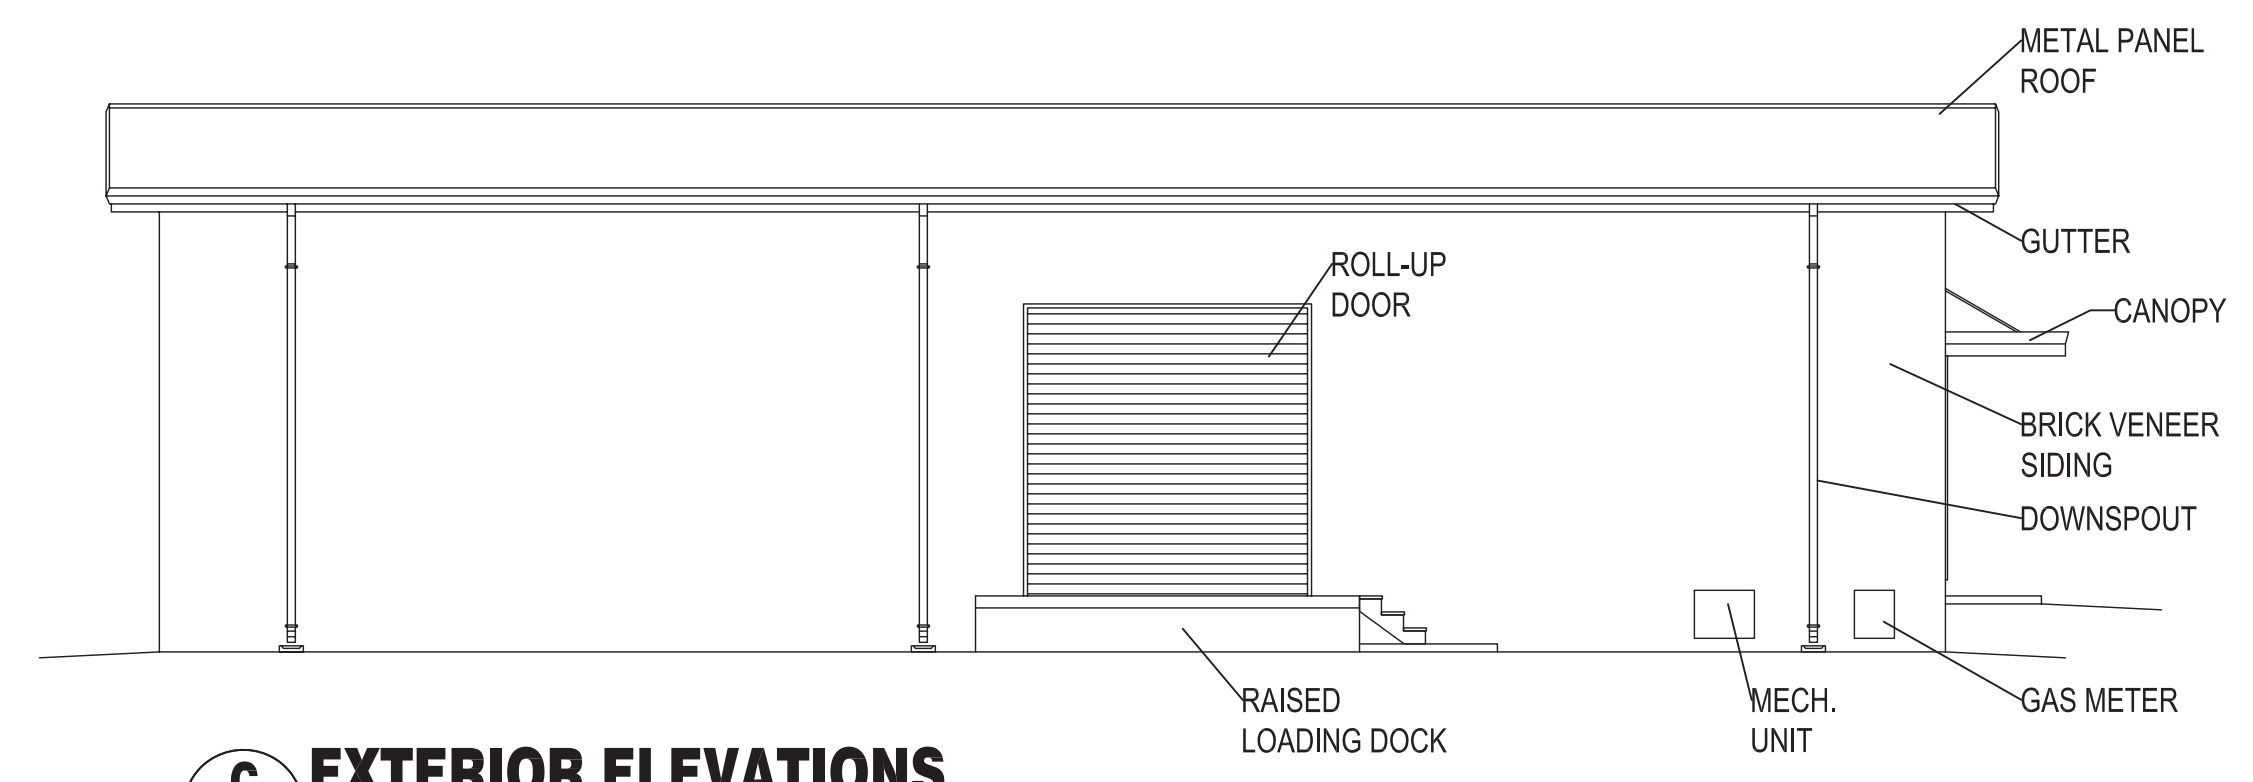 METAL PANEL
ROOF
GUTTER
ROLL-UP
DOOR
CANOPY
BRICK VENEER
SIDING
DOWNSPOUT
RAISED
LOADING DOCK
MECH.
UNIT
GAS METER
C
EXTERIOR ELEVATIONS